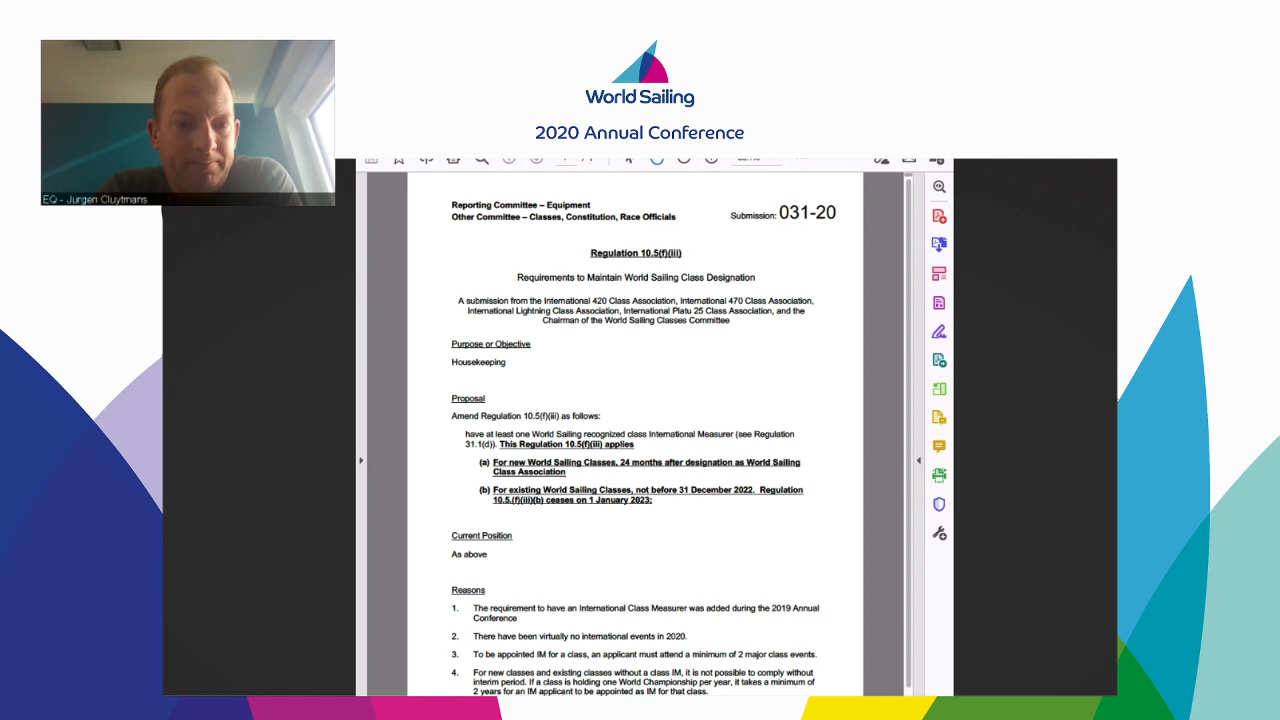 World Sailing
2020 Annual Conference
EQ - Jurgen Cluytmans
Reporting Committee – Equipment
Other Committee – Classes, Constitution, Race Officials
Submission: 031-20
Regulation 10.5(f)(iii)
Requirements to Maintain World Sailing Class Designation
A submission from the International 420 Class Association, International 470 Class Association,
International Lightning Class Association, International Platu 25 Class Association, and the
Chairman of the World Sailing Classes Committee
Purpose or Objective
Housekeeping
Proposal
Amend Regulation 10.5(f)(iii) as follows:
have at least one World Sailing recognized class International Measurer (see Regulation
31.1(d)). This Regulation 10.5(f)(iii) applies
(a) For new World Sailing Classes, 24 months after designation as World Sailing
Class Association
(b) For existing World Sailing Classes, not before 31 December 2022. Regulation
10.5.(f)(iii)(b) ceases on 1 January 2023;
Current Position
As above
Reasons
1. The requirement to have an International Class Measurer was added during the 2019 Annual
Conference
2. There have been virtually no international events in 2020.
3. To be appointed IM for a class, an applicant must attend a minimum of 2 major class events.
4. For new classes and existing classes without a class IM, it is not possible to comply without
interim period. If a class is holding one World Championship per year, it takes a minimum of
2 years for an IM applicant to be appointed as IM for that class.